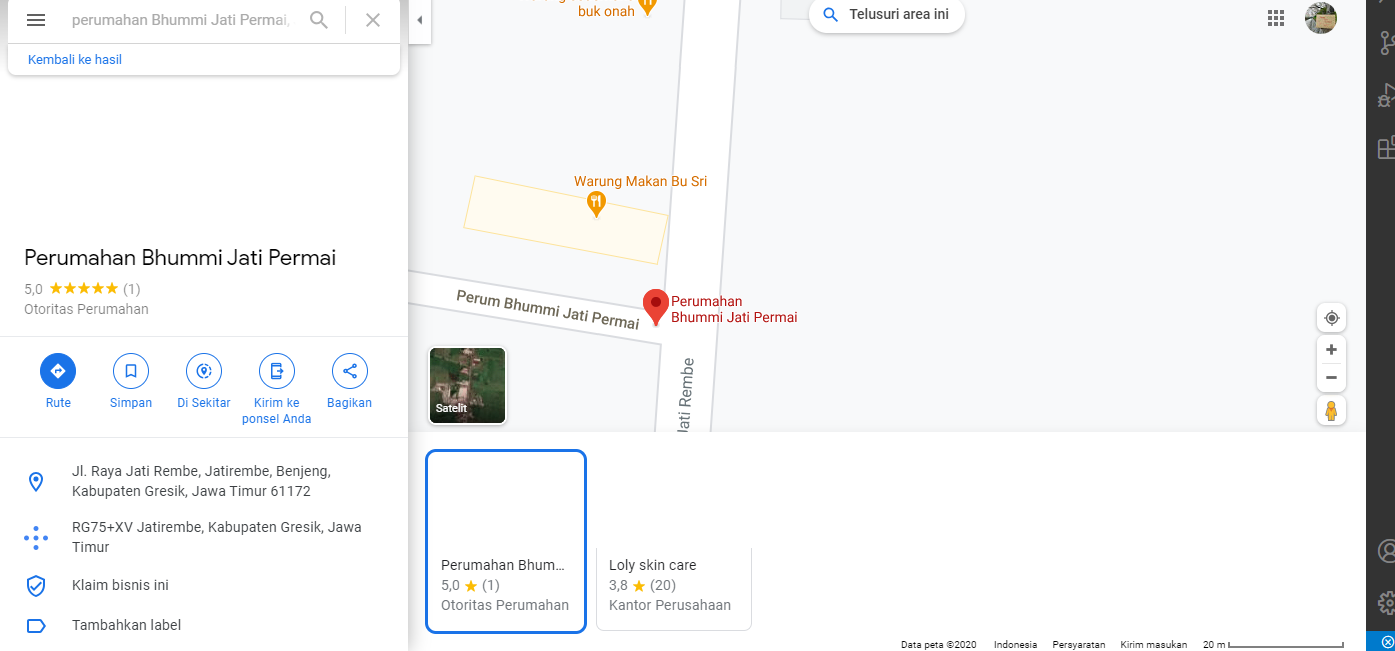 perumahan Bhummi Jati Permai,
Kembali ke hasil
Perumahan Bhummi Jati Permai
5,0 ★★★★★ (1)
Otoritas Perumahan
Rute
Simpan
Di Sekitar
Kirim ke
ponsel Anda
Bagikan
Jl. Raya Jati Rembe, Jatirembe, Benjeng,
Kabupaten Gresik, Jawa Timur 61172
RG75+XV Jatirembe, Kabupaten Gresik, Jawa
Timur
Klaim bisnis ini
Tambahkan label
buk onah
Telusuri area ini
Warung Makan Bu Sri
Perum Bhummi Jati Permai
Perumahan
Bhummi Jati Permai
Jati Rembe
Satelit
Perumahan Bhum...
5,0 ★ (1)
Otoritas Perumahan
Loly skin care
3,8 ★ (20)
Kantor Perusahaan
Data peta ©2020
Indonesia
Persyaratan
Kirim masukan
20 m